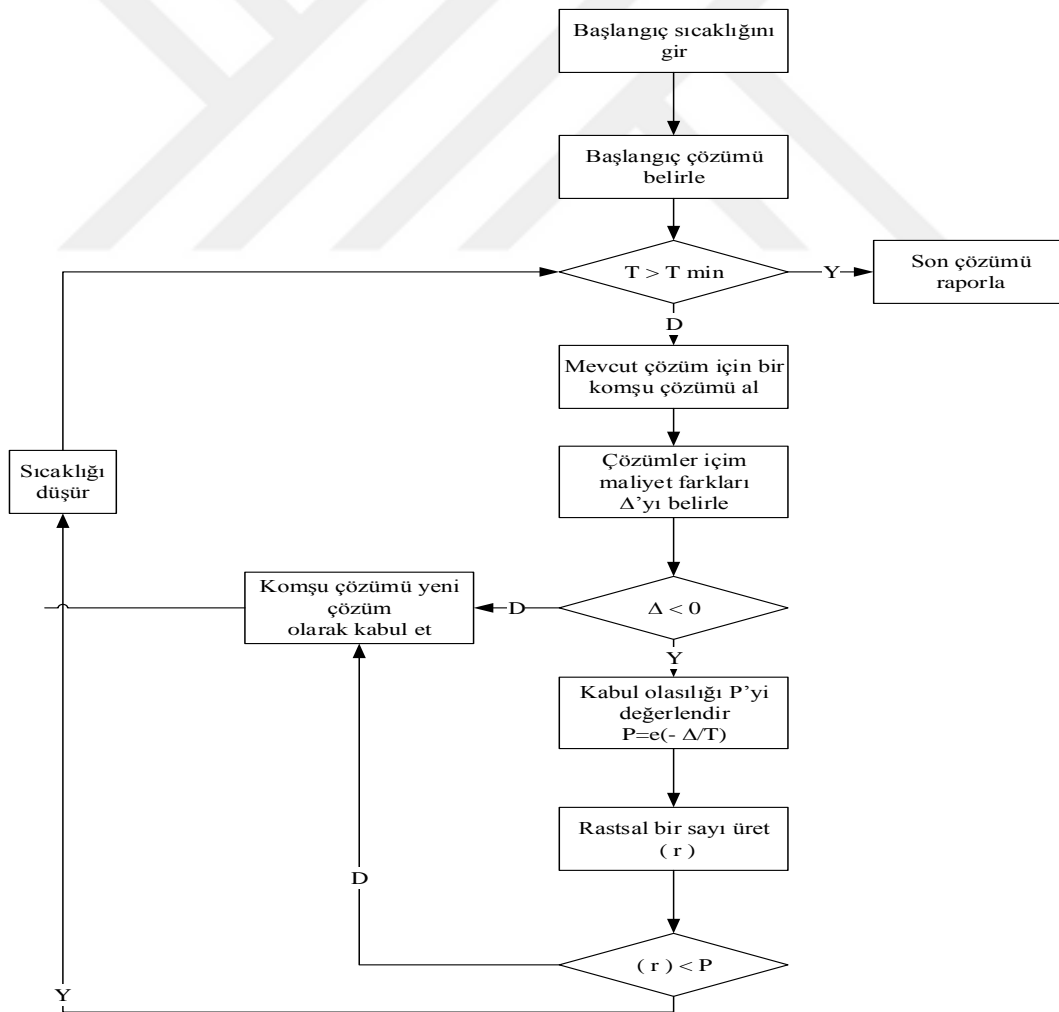 Başlangıç sıcaklığını
gir
Başlangıç çözümü
belirle
T > T min
Y
Son çözümü
raporla
D
Mevcut çözüm için bir
komşu çözümü al
Sıcaklığı
düşür
Çözümler içim
maliyet farkları
Δ’yı belirle
Komşu çözümü yeni
çözüm
olarak kabul et
D
Δ < 0
Y
Kabul olasılığı P’yi
değerlendir
P=e(- Δ/T)
Rastsal bir sayı üret
( r )
D
( r ) < P
Y